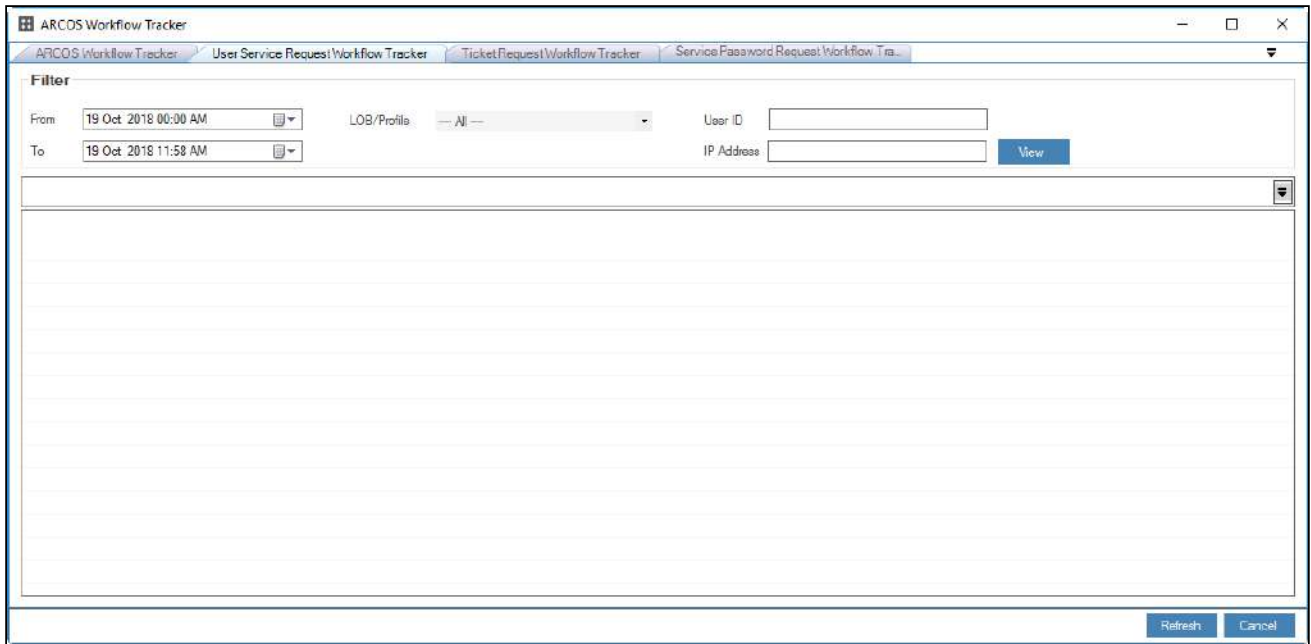 ARCOS Workflow Tracker
ARCOS Workflow Tracker User Service Request Workflow Tracker Ticket Request Workflow Tracker Service Password Request Workflow Tra...
Filter
From 19 Oct 2018 00:00 AM LOB/Profile --- All --- User ID
To 19 Oct 2018 11:58 AM IP Address View
Refresh Cancel